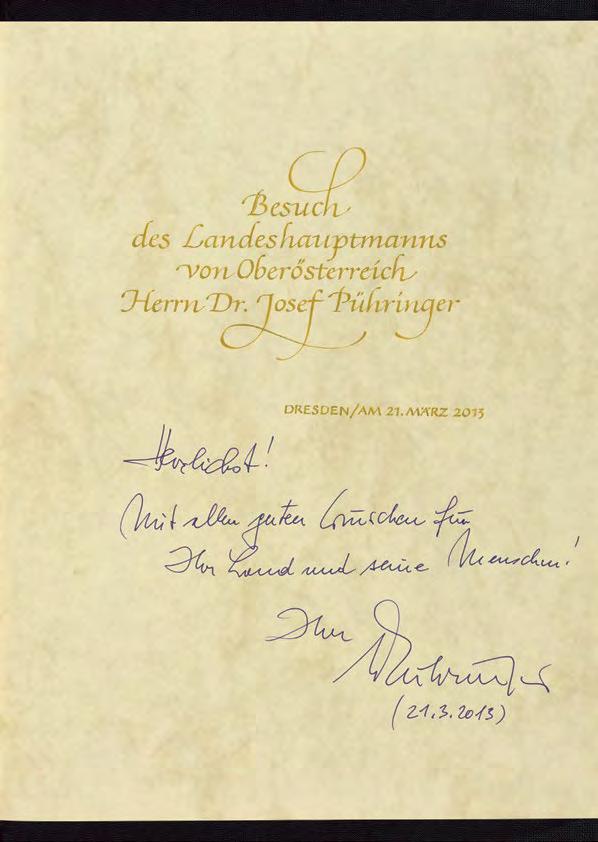 Besuch
des Landeshauptmanns
von Oberösterreich
Herrn Dr. Josef Pühringer
DRESDEN/AM 21. MÄRZ 2013
Herzlichst!
Mit allen guten Wünschen für
Ihr Land und seine Menschen!
Ihr
Pühringer
(21.3.2013)